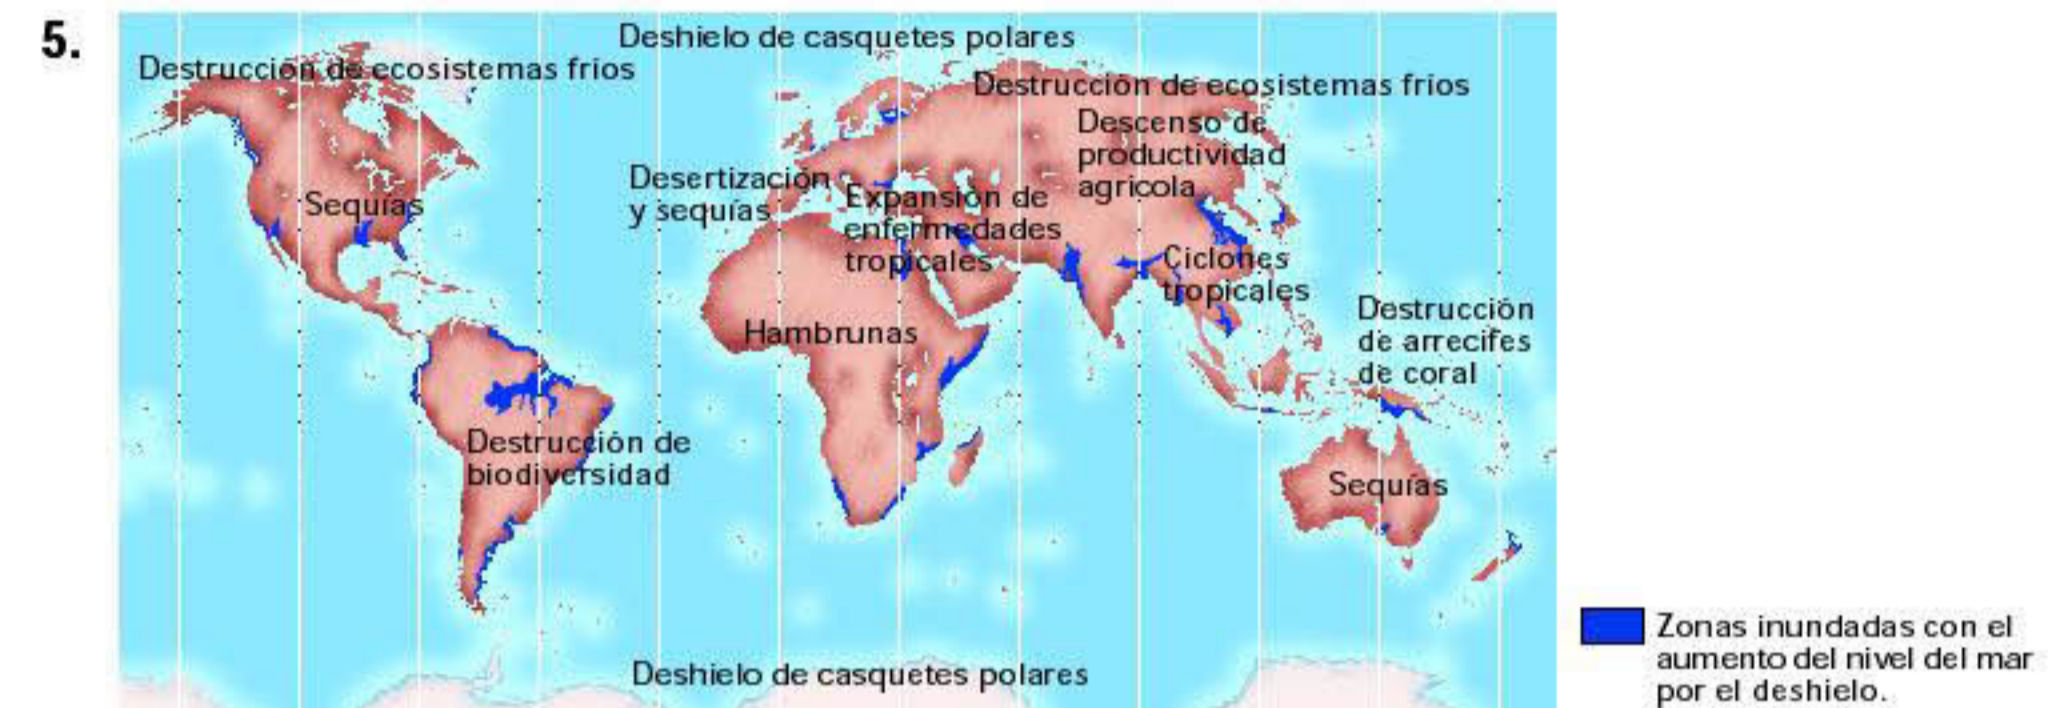 5.
Deshielo de casquetes polares
Destrucción de ecosistemas fríos
Destrucción de ecosistemas fríos
Descenso de
productividad
agrícola
Desertización
y sequías
Expansión de
enfermedades
tropicales
Sequías
Ciclones
tropicales
Destrucción
de arrecifes
de coral
Hambrunas
Destrucción de
biodiversidad
Sequías
Deshielo de casquetes polares
Zonas inundadas con el
aumento del nivel del mar
por el deshielo.